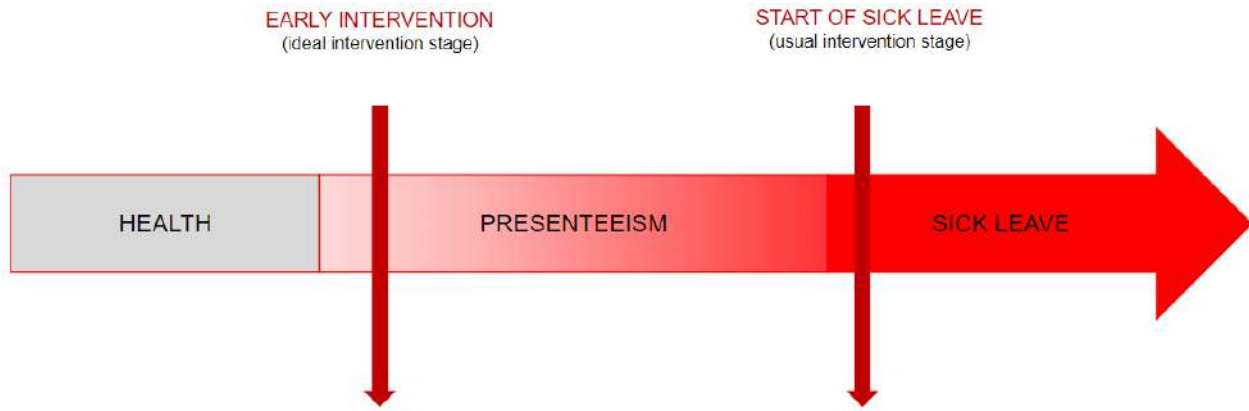 EARLY INTERVENTION
(ideal intervention stage)
START OF SICK LEAVE
(usual intervention stage)
HEALTH
PRESENTEEISM
SICK LEAVE